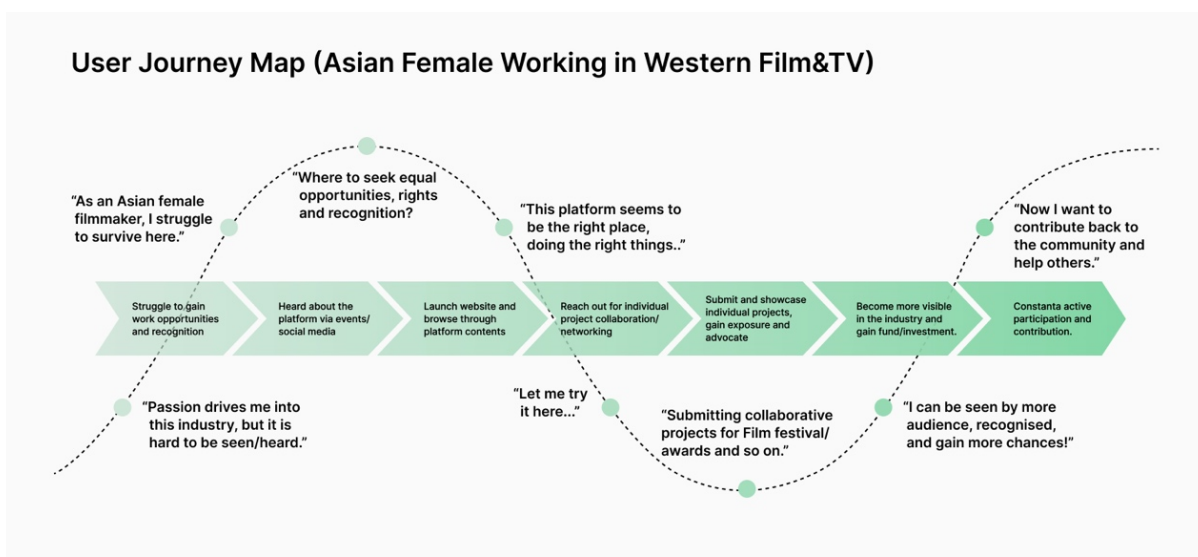 User Journey Map (Asian Female Working in Western Film&TV)
“As an Asian female
filmmaker, I struggle
to survive here.”
“Where to seek equal
opportunities, rights
and recognition?
“This platform seems to
be the right place,
doing the right things..”
“Now I want to
contribute back to
the community and
help others.”
Struggle to gain
work opportunities
and recognition
Heard about the
platform via events/
social media
Launch website and
browse through
platform contents
Reach out for individual
project collaboration/
networking
Submit and showcase
individual projects,
gain exposure and
advocate
Become more visible
in the industry and
gain fund/investment.
Constanta active
participation and
contribution.
“Passion drives me into
this industry, but it is
hard to be seen/heard.”
“Let me try
it here...”
“Submitting collaborative
projects for Film festival/
awards and so on.”
“I can be seen by more
audience, recognised,
and gain more chances!”